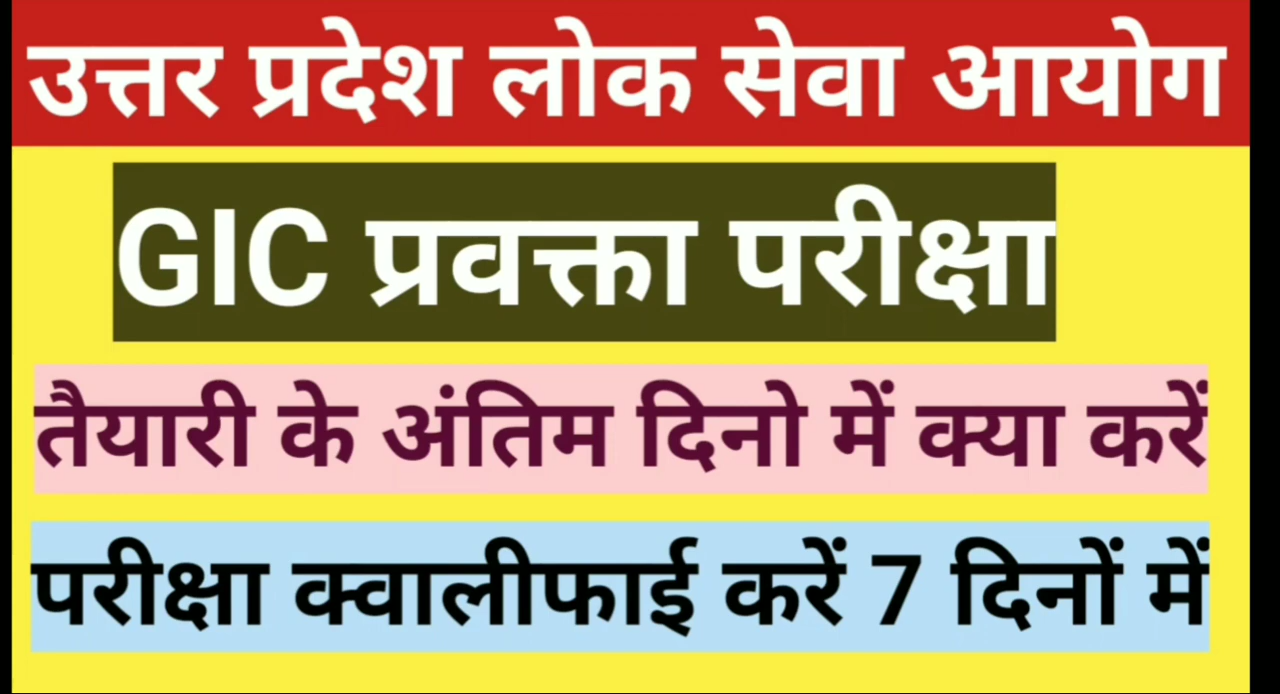 उत्तर प्रदेश लोक सेवा आयोग
GIC प्रवक्ता परीक्षा
तैयारी के अंतिम दिनो में क्या करें
परीक्षा क्वालीफाई करें 7 दिनों में